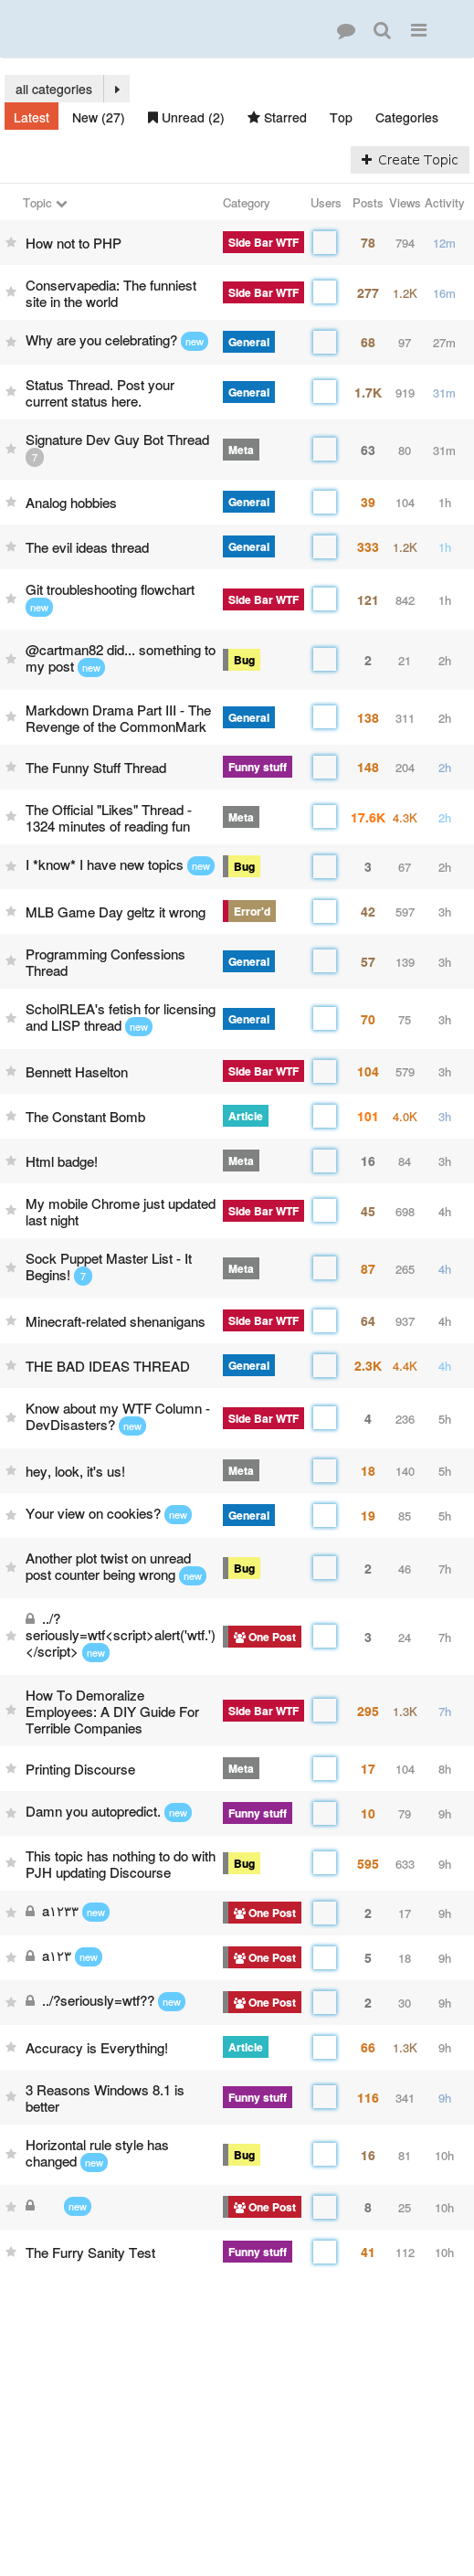 all categories
Latest New (27) Unread (2) Starred Top Categories
Create Topic
Topic Category Users Posts Views Activity
How not to PHP Side Bar WTF 78 794 12m
Conservapedia: The funniest
site in the world Side Bar WTF 277 1.2K 16m
Why are you celebrating? new General 68 97 27m
Status Thread. Post your
current status here. General 1.7K 919 31m
Signature Dev Guy Bot Thread
7 Meta 63 80 31m
Analog hobbies General 39 104 1h
The evil ideas thread General 333 1.2K 1h
Git troubleshooting flowchart
new Side Bar WTF 121 842 1h
@cartman82 did... something to
my post new Bug 2 21 2h
Markdown Drama Part III - The
Revenge of the CommonMark General 138 311 2h
The Funny Stuff Thread Funny stuff 148 204 2h
The Official "Likes" Thread -
1324 minutes of reading fun Meta 17.6K 4.3K 2h
I *know* I have new topics new Bug 3 67 2h
MLB Game Day geltz it wrong Error'd 42 597 3h
Programming Confessions
Thread General 57 139 3h
ScholRLEA's fetish for licensing
and LISP thread new General 70 75 3h
Bennett Haselton Side Bar WTF 104 579 3h
The Constant Bomb Article 101 4.0K 3h
Html badge! Meta 16 84 3h
My mobile Chrome just updated
last night Side Bar WTF 45 698 4h
Sock Puppet Master List - It
Begins! 7 Meta 87 265 4h
Minecraft-related shenanigans Side Bar WTF 64 937 4h
THE BAD IDEAS THREAD General 2.3K 4.4K 4h
Know about my WTF Column -
DevDisasters? new Side Bar WTF 4 236 5h
hey, look, it's us! Meta 18 140 5h
Your view on cookies? new General 19 85 5h
Another plot twist on unread
post counter being wrong new Bug 2 46 7h
../?
seriously=wtf<script>alert('wtf.')
</script> new One Post 3 24 7h
How To Demoralize
Employees: A DIY Guide For
Terrible Companies Side Bar WTF 295 1.3K 7h
Printing Discourse Meta 17 104 8h
Damn you autopredict. new Funny stuff 10 79 9h
This topic has nothing to do with
PJH updating Discourse Bug 595 633 9h
a۱۲۳۳ new One Post 2 17 9h
a۱۲۳ new One Post 5 18 9h
../?seriously=wtf?? new One Post 2 30 9h
Accuracy is Everything! Article 66 1.3K 9h
3 Reasons Windows 8.1 is
better Funny stuff 116 341 9h
Horizontal rule style has
changed new Bug 16 81 10h
new One Post 8 25 10h
The Furry Sanity Test Funny stuff 41 112 10h